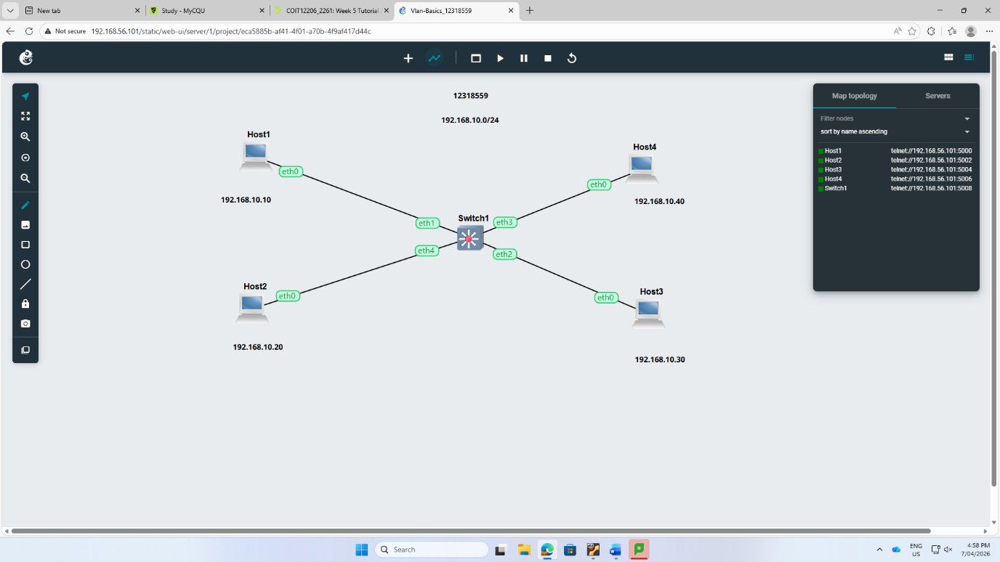 New tab
Study - MyCQU
COIT12206_2261: Week 5 Tutorial
Vlan-Basics_12318559
Not secure
192.168.56.101/static/web-ui/server/1/project/eca5885b-af41-4f01-a70b-4f9af417d44c
12318559
192.168.10.0/24
Host1
eth0
192.168.10.10
Host4
eth0
192.168.10.40
Switch1
eth1
eth3
eth4
eth2
Host2
eth0
192.168.10.20
Host3
eth0
192.168.10.30
Map topology
Servers
Filter nodes
sort by name ascending
Host1 telnet://192.168.56.101:5000
Host2 telnet://192.168.56.101:5002
Host3 telnet://192.168.56.101:5004
Host4 telnet://192.168.56.101:5006
Switch1 telnet://192.168.56.101:5008
Search
ENG
US
4:58 PM
7/04/2026